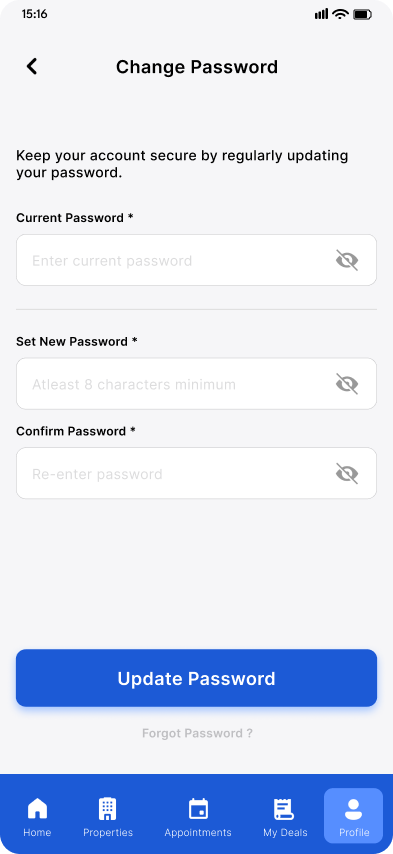 15:16
Change Password
Keep your account secure by regularly updating
your password.
Current Password *
Enter current password
Set New Password *
Atleast 8 characters minimum
Confirm Password *
Re-enter password
Update Password
Forgot Password ?
Home
Properties
Appointments
My Deals
Profile